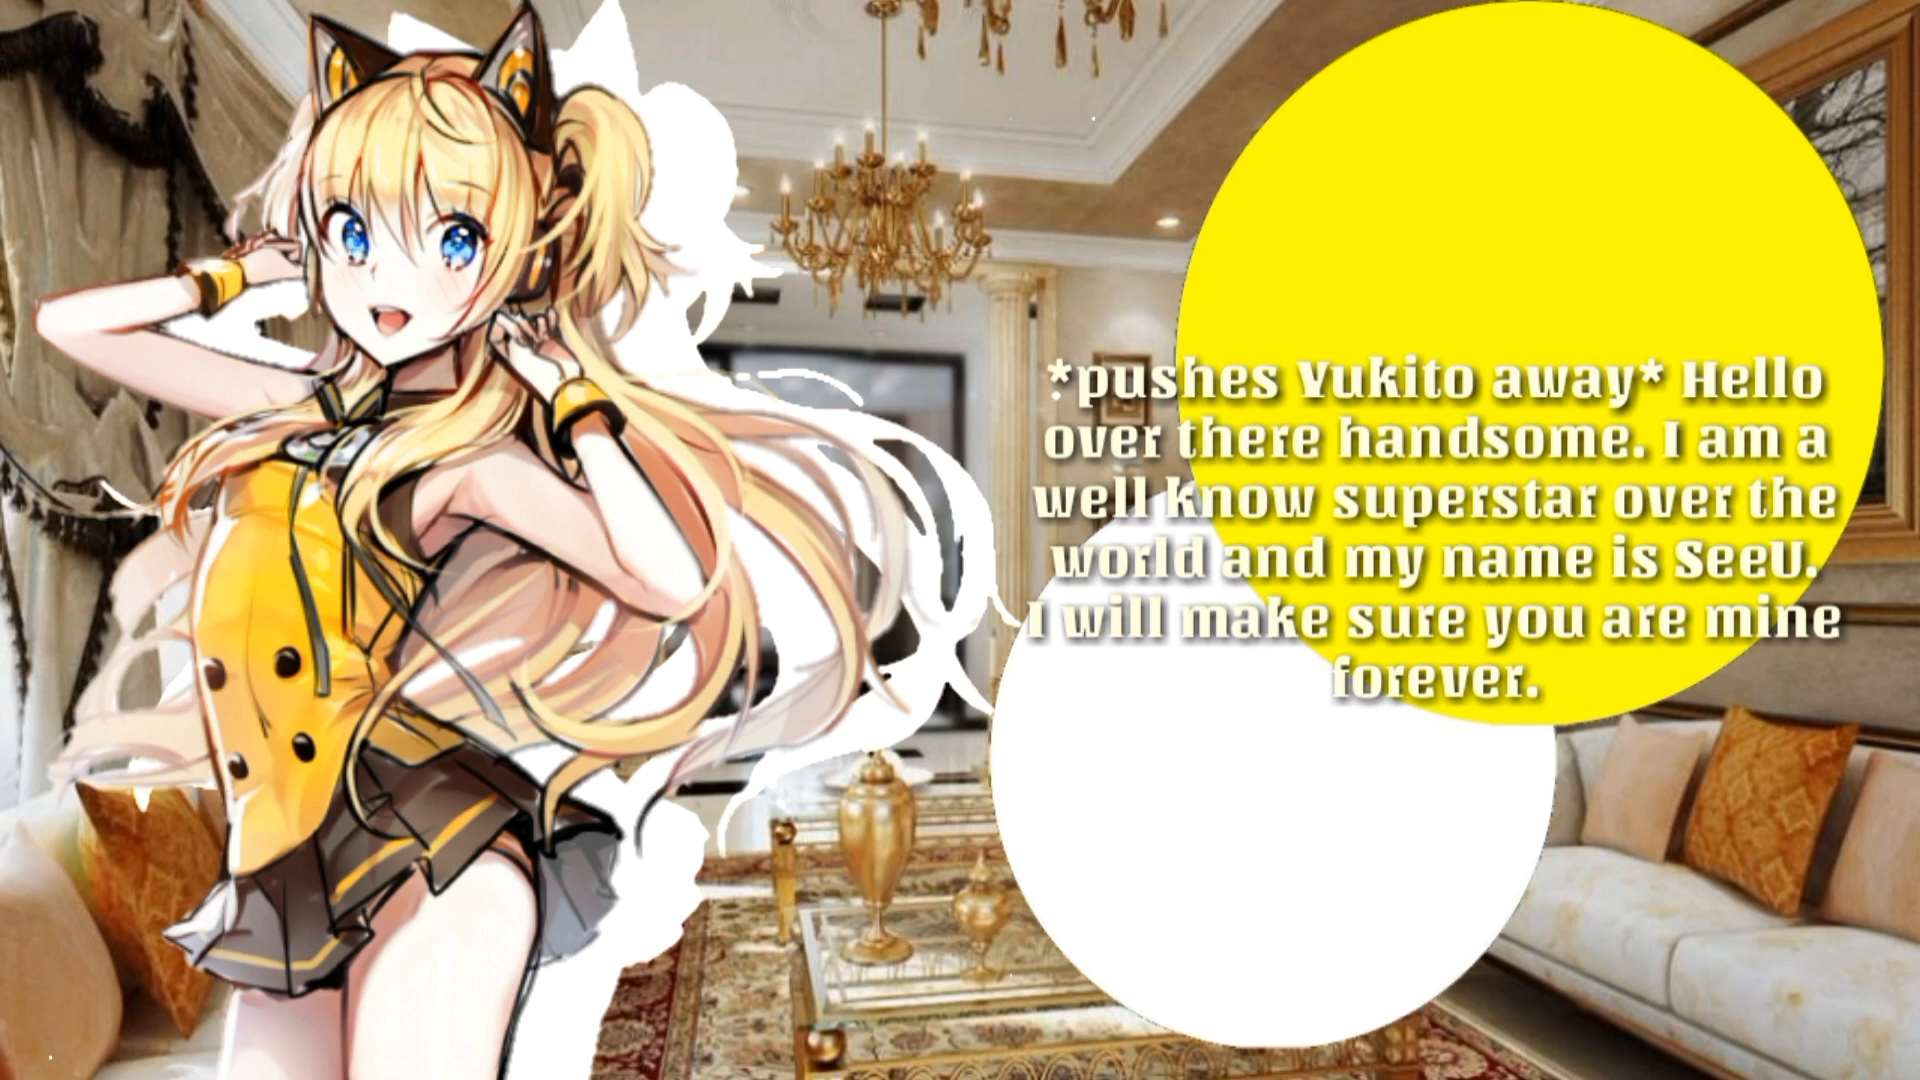 *pushes Yukito away* Hello
over there handsome. I am a
well know superstar over the
world and my name is SeeU.
I will make sure you are mine
forever.